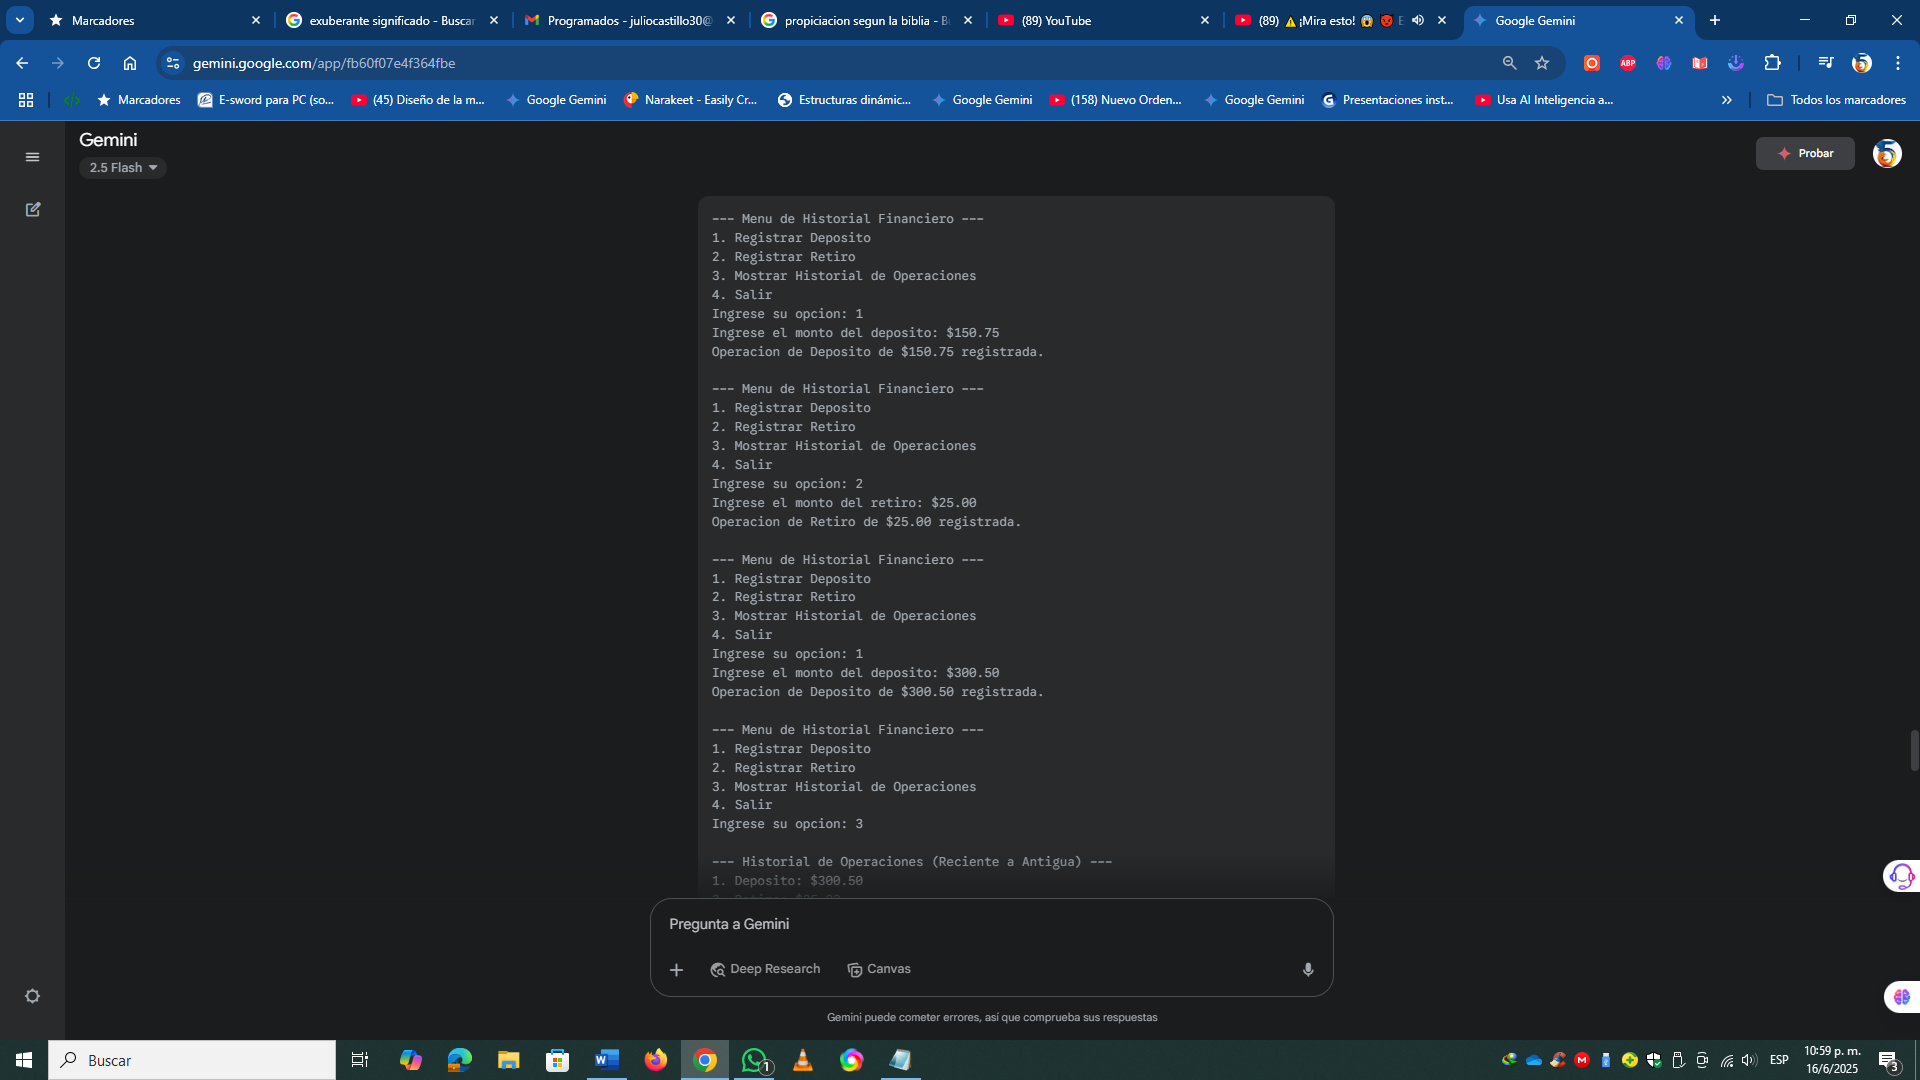 Marcadores
exuberante significado - Buscar
Programados - juliocastillo30@
propiciacion segun la biblia - B
(89) YouTube
(89) ⚠️¡Mira esto! 😱 👹 E
Google Gemini
gemini.google.com/app/fb60f07e4f364fbe
ABP
Marcadores
E-sword para PC (so...
(45) Diseño de la m...
Google Gemini
Narakeet - Easily Cr...
Estructuras dinámic...
Google Gemini
(158) Nuevo Orden...
Google Gemini
Presentaciones inst...
Usa AI Inteligencia a...
Todos los marcadores
Gemini
2.5 Flash
Probar
--- Menu de Historial Financiero ---
1. Registrar Deposito
2. Registrar Retiro
3. Mostrar Historial de Operaciones
4. Salir
Ingrese su opcion: 1
Ingrese el monto del deposito: $150.75
Operacion de Deposito de $150.75 registrada.
--- Menu de Historial Financiero ---
1. Registrar Deposito
2. Registrar Retiro
3. Mostrar Historial de Operaciones
4. Salir
Ingrese su opcion: 2
Ingrese el monto del retiro: $25.00
Operacion de Retiro de $25.00 registrada.
--- Menu de Historial Financiero ---
1. Registrar Deposito
2. Registrar Retiro
3. Mostrar Historial de Operaciones
4. Salir
Ingrese su opcion: 1
Ingrese el monto del deposito: $300.50
Operacion de Deposito de $300.50 registrada.
--- Menu de Historial Financiero ---
1. Registrar Deposito
2. Registrar Retiro
3. Mostrar Historial de Operaciones
4. Salir
Ingrese su opcion: 3
--- Historial de Operaciones (Reciente a Antigua) ---
1. Deposito: $300.50
2. Retiro: $25.00
Pregunta a Gemini
Deep Research
Canvas
Gemini puede cometer errores, así que comprueba sus respuestas
Buscar
1
ESP
10:59 p. m.
16/6/2025
3